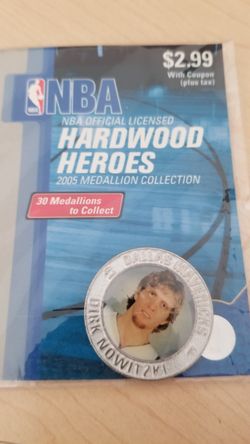 $2.99
With Coupon
(plus tax)
NBA
NBA OFFICIAL LICENSED
HARDWOOD
HEROES
2005 MEDALLION COLLECTION
30 Medallions
to Collect
DALLAS MAVERICKS
DIRK NOWITZKI